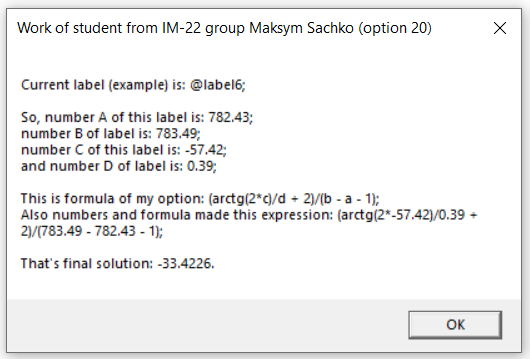 Work of student from IM-22 group Maksym Sachko (option 20)
Current label (example) is: @label6;
So, number A of this label is: 782.43;
number B of label is: 783.49;
number C of this label is: -57.42;
and number D of label is: 0.39;
This is formula of my option: (arctg(2*c)/d + 2)/(b - a - 1);
Also numbers and formula made this expression: (arctg(2*-57.42)/0.39 +
2)/(783.49 - 782.43 - 1);
That's final solution: -33.4226.
OK